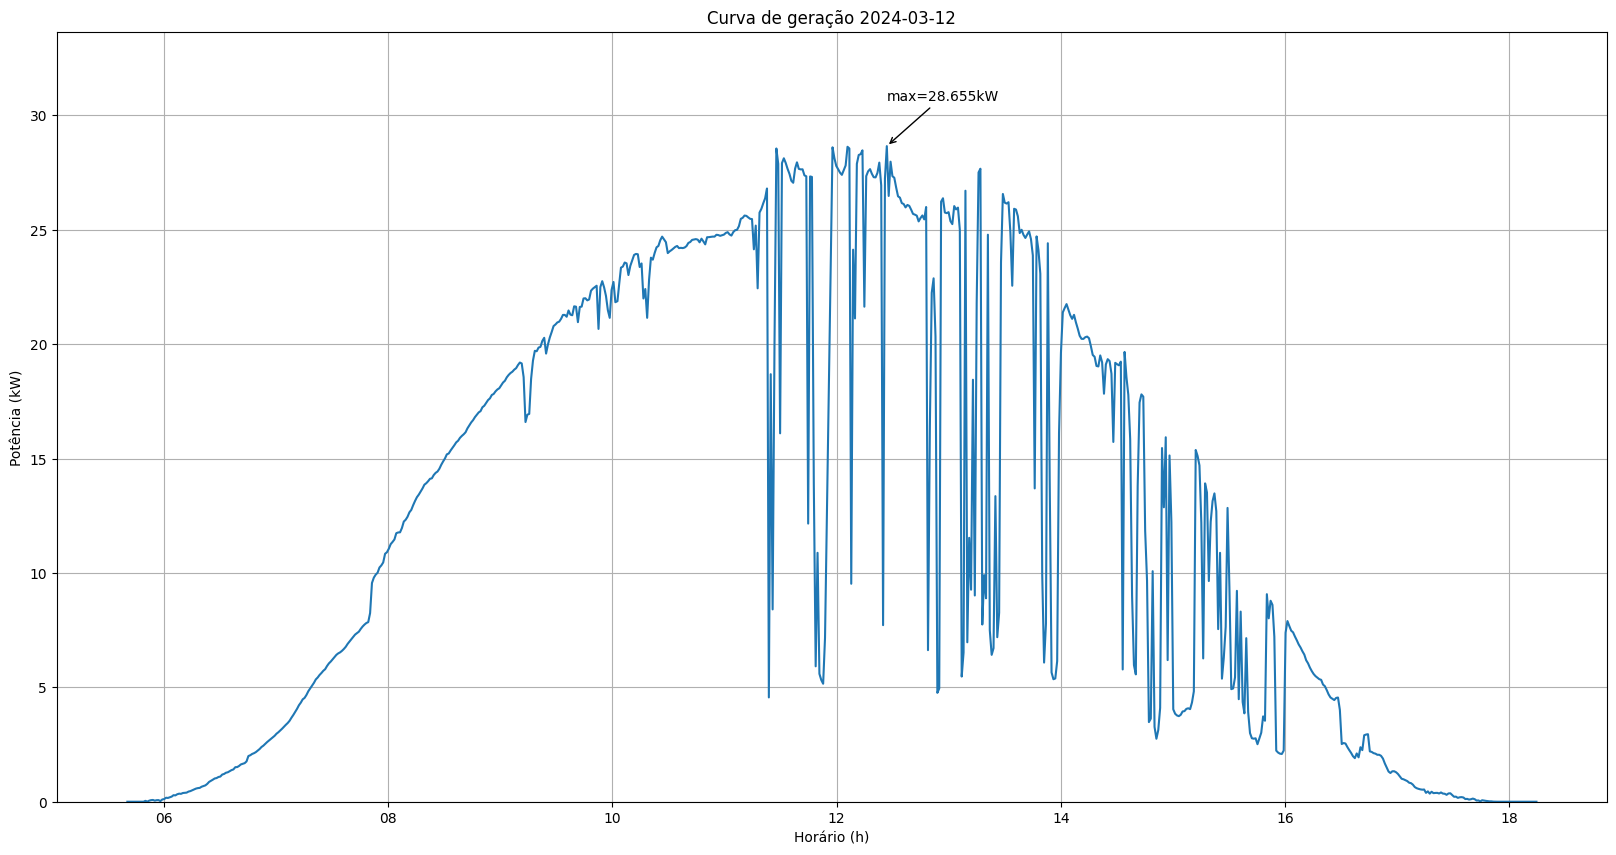 Curva de geração 2024-03-12
max=28.655kW
Potência (kW)
30
25
20
15
10
5
0
06 08 10 12 14 16 18
Horário (h)